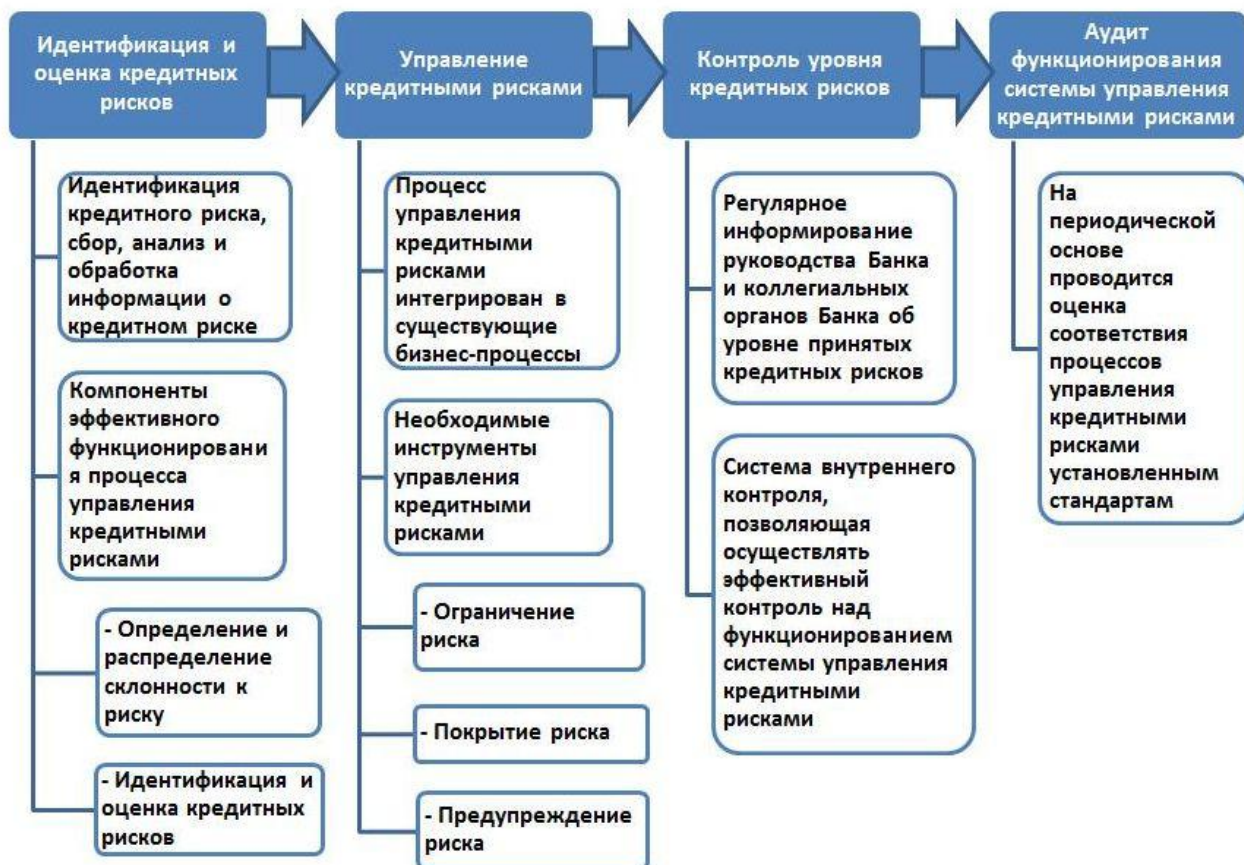 Идентификация и
оценка кредитных
рисков
Управление
кредитными рисками
Контроль уровня
кредитных рисков
Аудит
функционирования
системы управления
кредитными рисками
Идентификация
кредитного риска,
сбор, анализ и
обработка
информации о
кредитном риске
Компоненты
эффективного
функционировани
я процесса
управления
кредитными
рисками
- Определение и
распределение
склонности к
риску
- Идентификация и
оценка кредитных
рисков
Процесс
управления
кредитными
рисками
интегрирован в
существующие
бизнес-процессы
Необходимые
инструменты
управления
кредитными
рисками
- Ограничение
риска
- Покрытие риска
- Предупреждение
риска
Регулярное
информирование
руководства Банка
и коллегиальных
органов Банка об
уровне принятых
кредитных рисков
Система внутреннего
контроля,
позволяющая
осуществлять
эффективный
контроль над
функционированием
системы управления
кредитными
рисками
На
периодической
основе
проводится
оценка
соответствия
процессов
управления
кредитными
рисками
установленным
стандартам